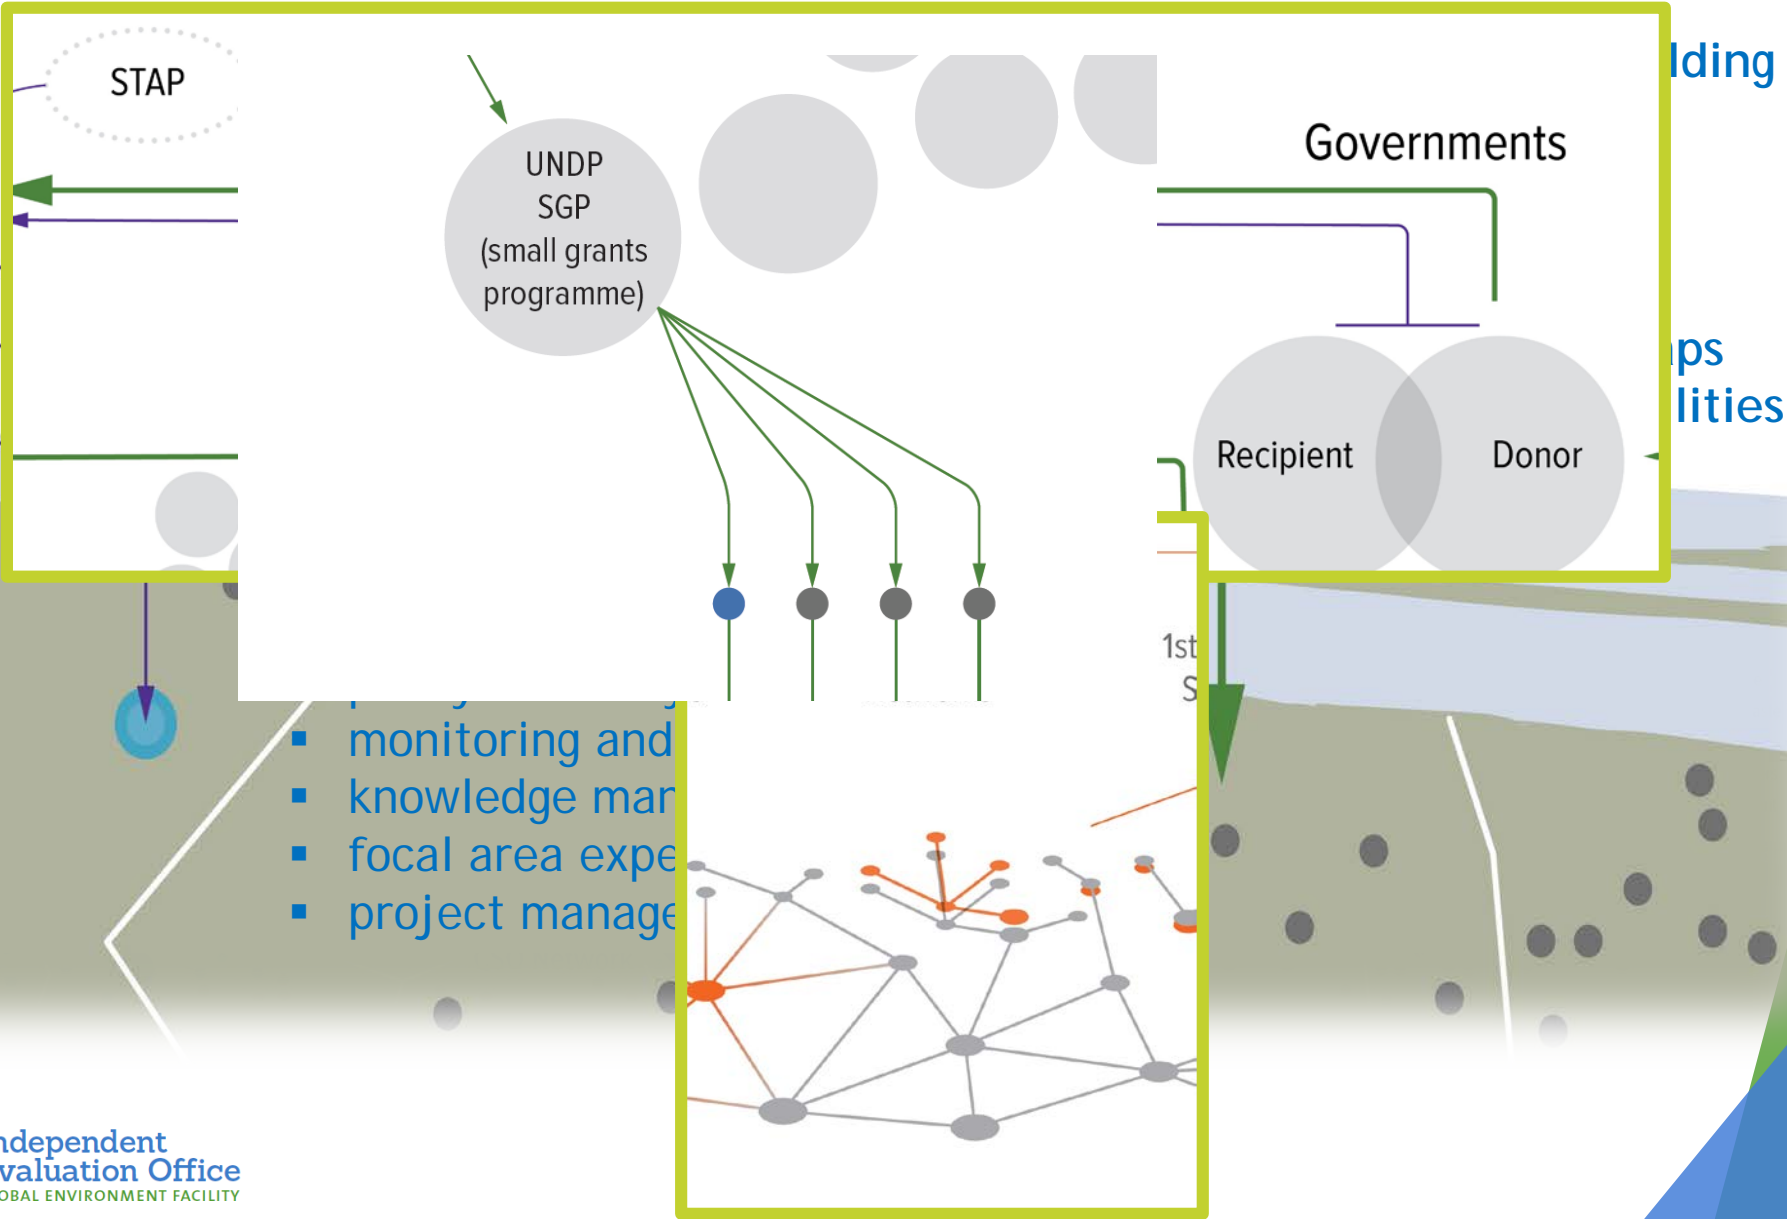 lding
STAP
Governments
UNDP
SGP
(small grants
programme)
ps
lities
Recipient
Donor
1st
S
monitoring and
knowledge man
focal area expe
project manage
ndependent
valuation Office
OBAL ENVIRONMENT FACILITY